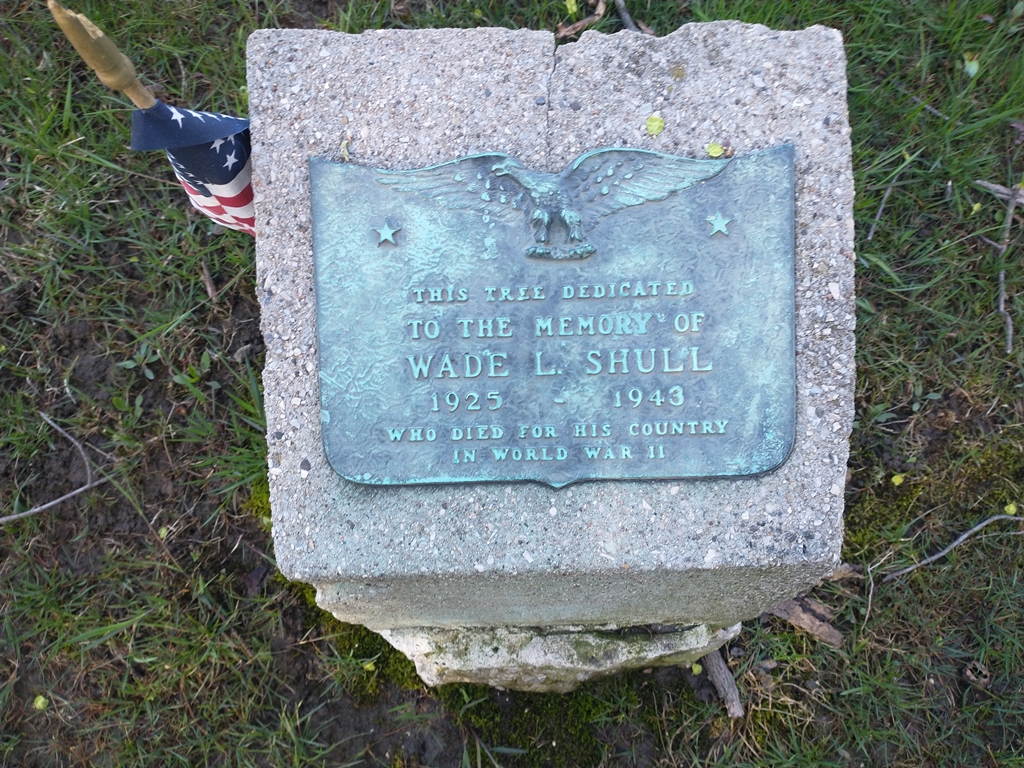 THIS TREE DEDICATED
TO THE MEMORY OF
WADE L. SHULL
1925 - 1943
WHO DIED FOR HIS COUNTRY
IN WORLD WAR II